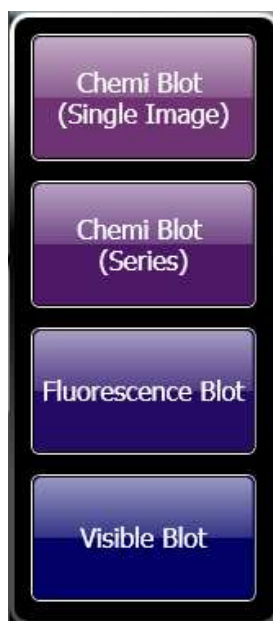 Chemi Blot
(Single Image)
Chemi Blot
(Series)
Fluorescence Blot
Visible Blot